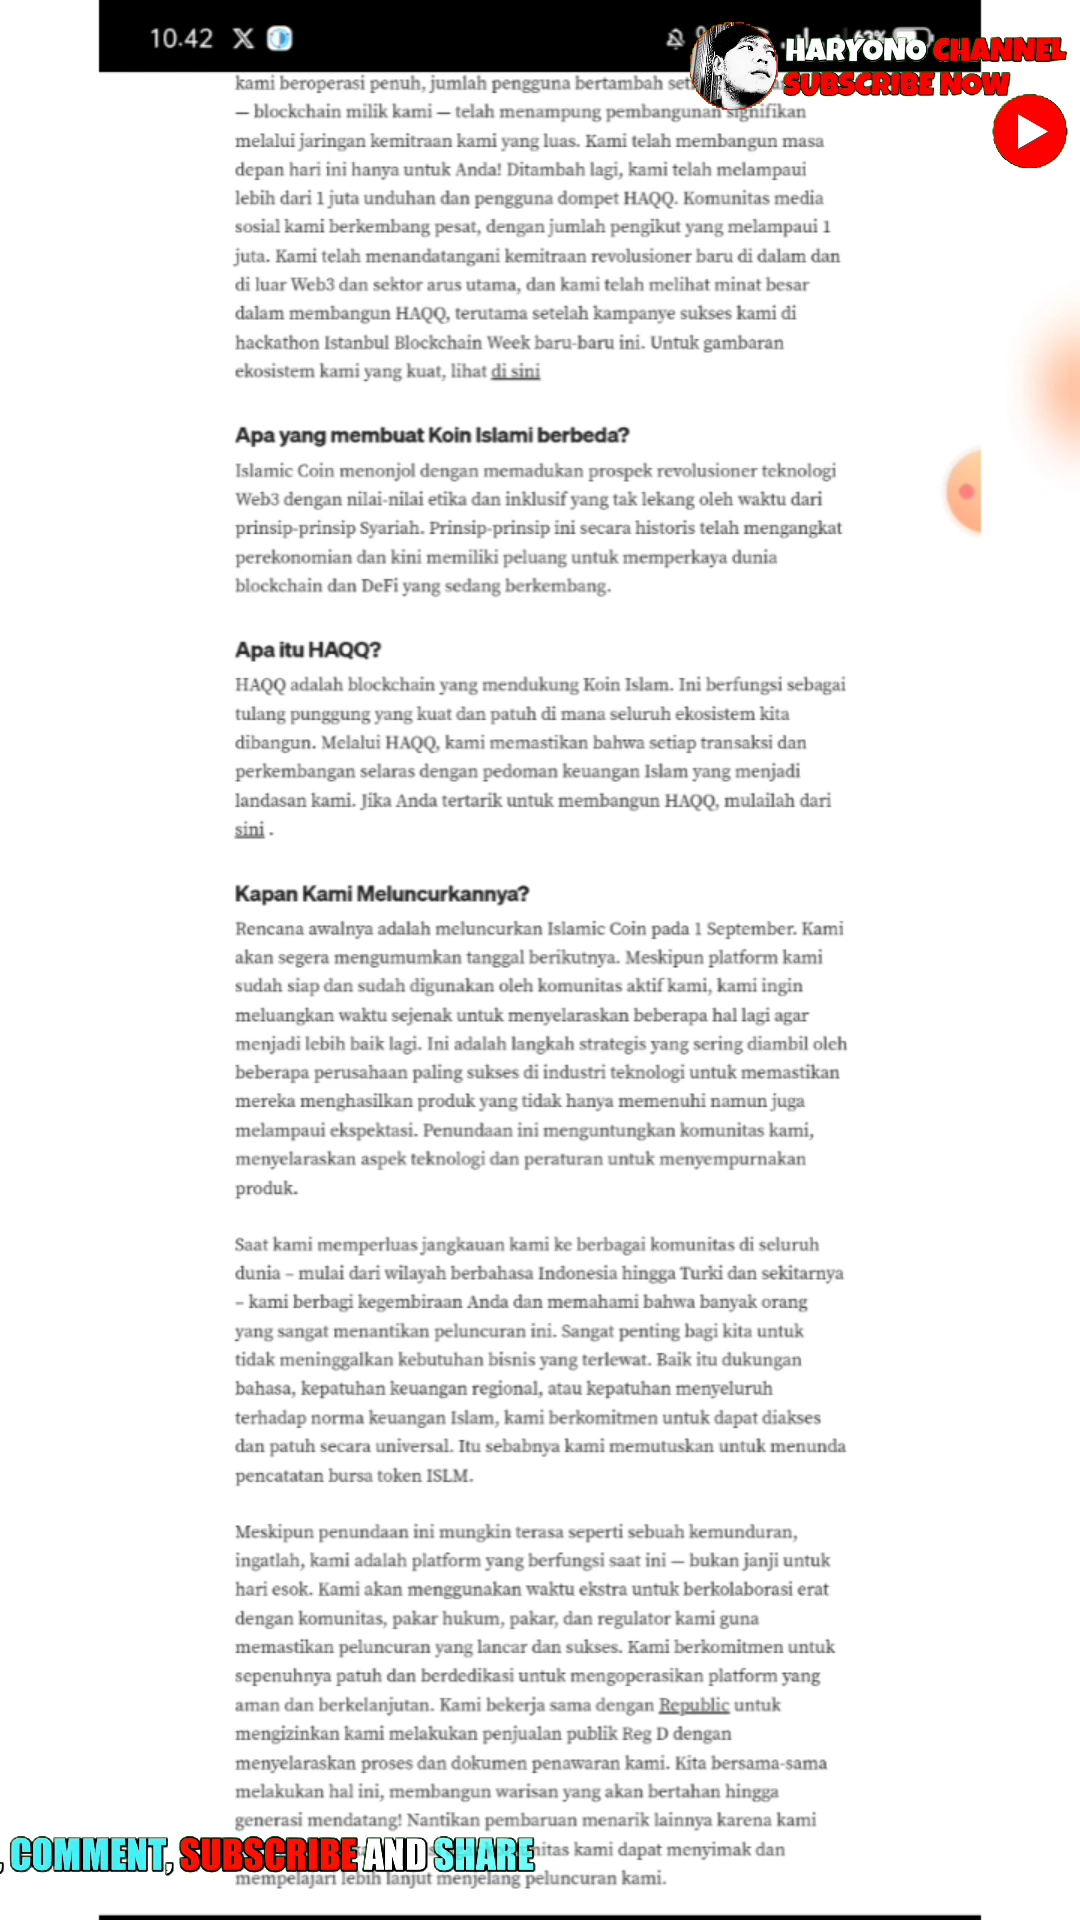 10.42
HARYONO CHANNEL
SUBSCRIBE NOW
kami beroperasi penuh, jumlah pengguna bertambah
— blockchain milik kami — telah menampung pembangunan signifikan
melalui jaringan kemitraan kami yang luas. Kami telah membangun masa
depan hari ini hanya untuk Anda! Ditambah lagi, kami telah melampaui
lebih dari 1 juta unduhan dan pengguna dompet HAQQ. Komunitas media
sosial kami berkembang pesat, dengan jumlah pengikut yang melampaui 1
juta. Kami telah menandatangani kemitraan revolusioner baru di dalam dan
di luar Web3 dan sektor arus utama, dan kami telah melihat minat besar
dalam membangun HAQQ, terutama setelah kampanye sukses kami di
hackathon Istanbul Blockchain Week baru-baru ini. Untuk gambaran
ekosistem kami yang kuat, lihat di sini
Apa yang membuat Koin Islami berbeda?
Islamic Coin menonjol dengan memadukan prospek revolusioner teknologi
Web3 dengan nilai-nilai etika dan inklusif yang tak lekang oleh waktu dari
prinsip-prinsip Syariah. Prinsip-prinsip ini secara historis telah mengangkat
perekonomian dan kini memiliki peluang untuk memperkaya dunia
blockchain dan DeFi yang sedang berkembang.
Apa itu HAQQ?
HAQQ adalah blockchain yang mendukung Koin Islam. Ini berfungsi sebagai
tulang punggung yang kuat dan patuh di mana seluruh ekosistem kita
dibangun. Melalui HAQQ, kami memastikan bahwa setiap transaksi dan
perkembangan selaras dengan pedoman keuangan Islam yang menjadi
landasan kami. Jika Anda tertarik untuk membangun HAQQ, mulailah dari
sini .
Kapan Kami Meluncurkannya?
Rencana awalnya adalah meluncurkan Islamic Coin pada 1 September. Kami
akan segera mengumumkan tanggal berikutnya. Meskipun platform kami
sudah siap dan sudah digunakan oleh komunitas aktif kami, kami ingin
meluangkan waktu sejenak untuk menyelaraskan beberapa hal lagi agar
menjadi lebih baik lagi. Ini adalah langkah strategis yang sering diambil oleh
beberapa perusahaan paling sukses di industri teknologi untuk memastikan
mereka menghasilkan produk yang tidak hanya memenuhi namun juga
melampaui ekspektasi. Penundaan ini menguntungkan komunitas kami,
menyelaraskan aspek teknologi dan peraturan untuk menyempurnakan
produk.
Saat kami memperluas jangkauan kami ke berbagai komunitas di seluruh
dunia – mulai dari wilayah berbahasa Indonesia hingga Turki dan sekitarnya
– kami berbagi kegembiraan Anda dan memahami bahwa banyak orang
yang sangat menantikan peluncuran ini. Sangat penting bagi kita untuk
tidak meninggalkan kebutuhan bisnis yang terlewat. Baik itu dukungan
bahasa, kepatuhan keuangan regional, atau kepatuhan menyeluruh
terhadap norma keuangan Islam, kami berkomitmen untuk dapat diakses
dan patuh secara universal. Itu sebabnya kami memutuskan untuk menunda
pencatatan bursa token ISLM.
Meskipun penundaan ini mungkin terasa seperti sebuah kemunduran,
ingatlah, kami adalah platform yang berfungsi saat ini — bukan janji untuk
hari esok. Kami akan menggunakan waktu ekstra untuk berkolaborasi erat
dengan komunitas, pakar hukum, pakar, dan regulator kami guna
memastikan peluncuran yang lancar dan sukses. Kami berkomitmen untuk
sepenuhnya patuh dan berdedikasi untuk mengoperasikan platform yang
aman dan berkelanjutan. Kami bekerja sama dengan Republic untuk
mengizinkan kami melakukan penjualan publik Reg D dengan
menyelaraskan proses dan dokumen penawaran kami. Kita bersama-sama
melakukan hal ini, membangun warisan yang akan bertahan hingga
generasi mendatang! Nantikan pembaruan menarik lainnya karena kami
, COMMENT, SUBSCRIBE AND SHARE
kami dapat menyimak dan
mempelajari lebih lanjut menjelang peluncuran kami.